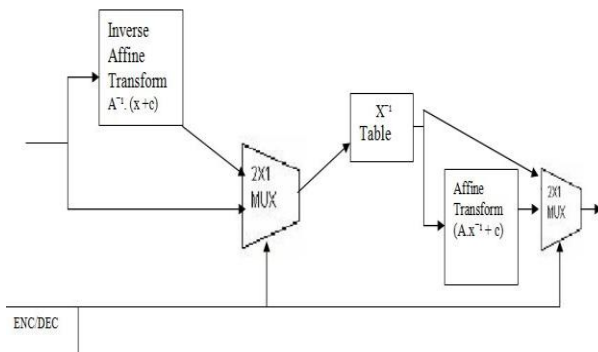 Inverse
Affine
Transform
A⁻¹. (x +c)
2X1
MUX
X⁻¹
Table
Affine
Transform
(A.x⁻¹ + c)
2X1
MUX
ENC/DEC